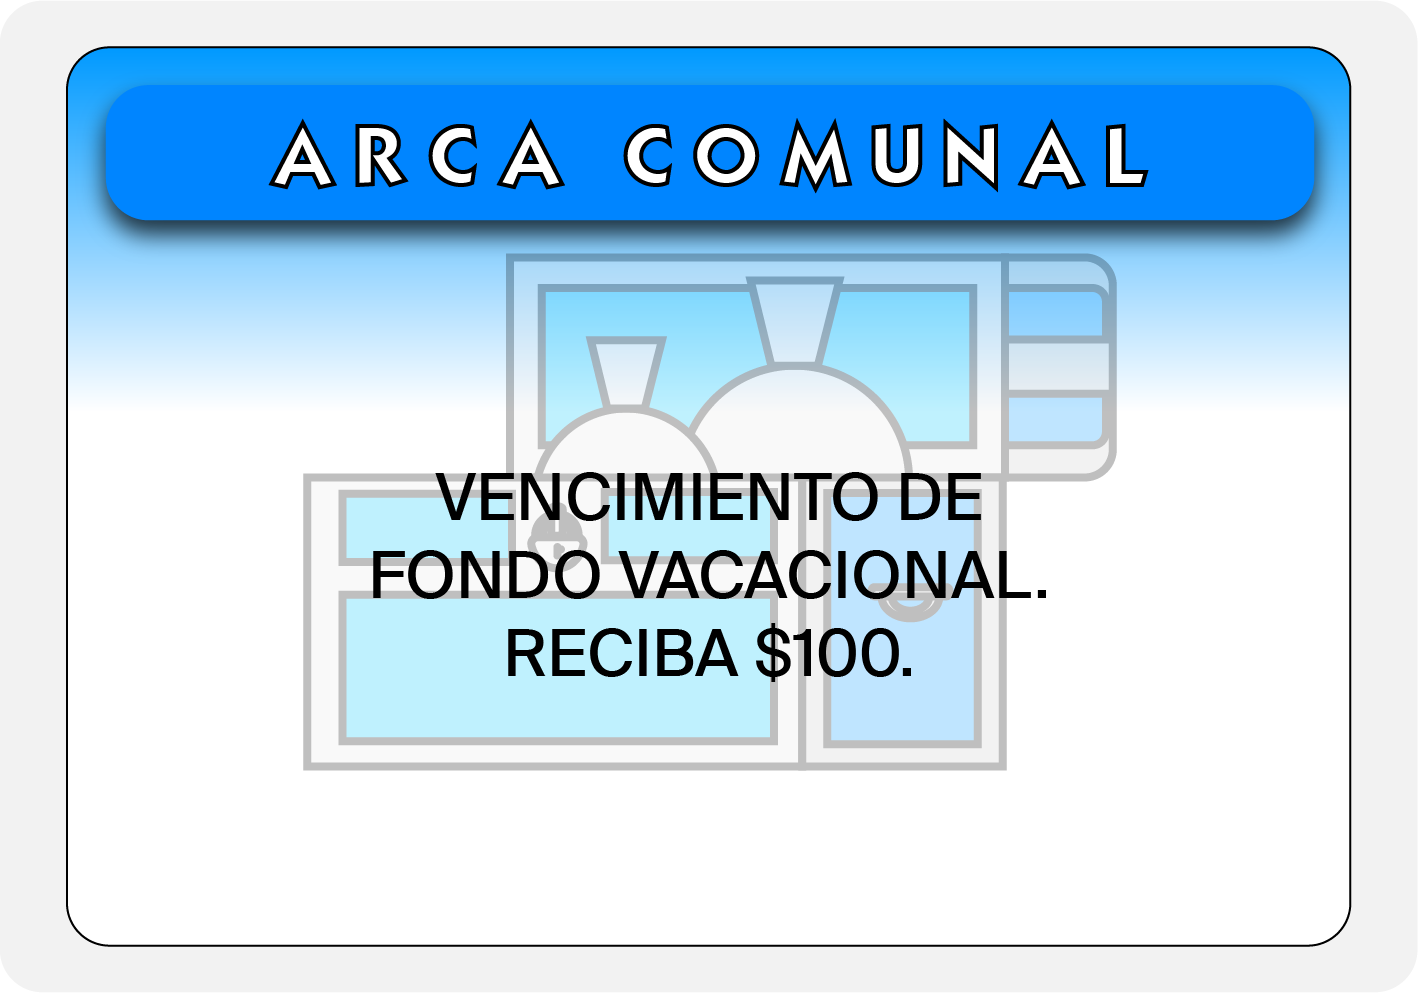 ARCA COMUNAL
VENCIMIENTO DE
FONDO VACACIONAL.
RECIBA $100.